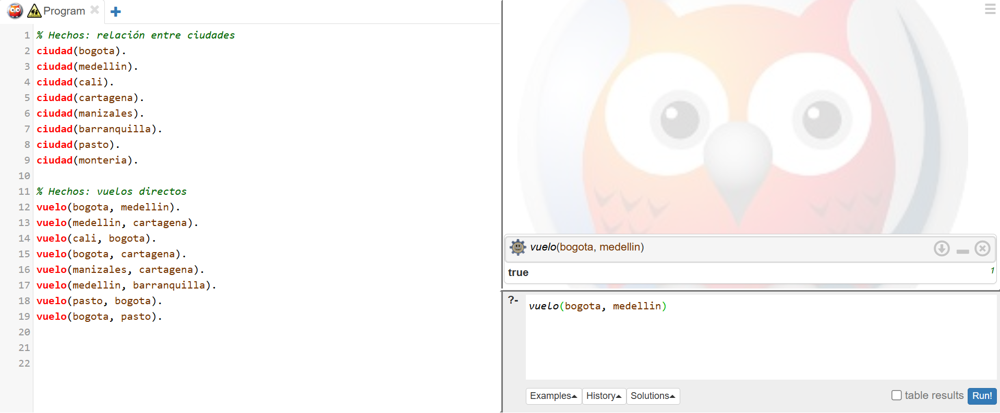 Program
1 % Hechos: relación entre ciudades
2 ciudad(bogota).
3 ciudad(medellin).
4 ciudad(cali).
5 ciudad(cartagena).
6 ciudad(manizales).
7 ciudad(barranquilla).
8 ciudad(pasto).
9 ciudad(monteria).
10
11 % Hechos: vuelos directos
12 vuelo(bogota, medellin).
13 vuelo(medellin, cartagena).
14 vuelo(cali, bogota).
15 vuelo(bogota, cartagena).
16 vuelo(manizales, cartagena).
17 vuelo(medellin, barranquilla).
18 vuelo(pasto, bogota).
19 vuelo(bogota, pasto).
20
21
22
vuelo(bogota, medellin)
true 1
?- vuelo(bogota, medellin)
Examples History Solutions table results Run!